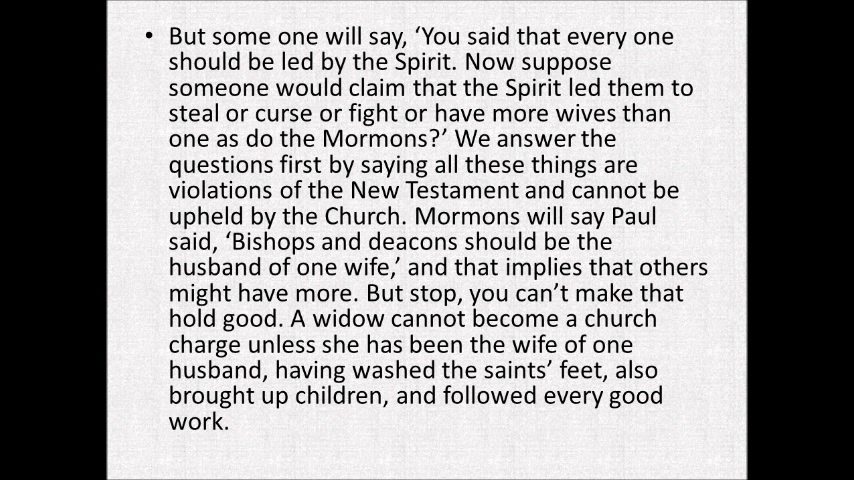 • But some one will say, ‘You said that every one
should be led by the Spirit. Now suppose
someone would claim that the Spirit led them to
steal or curse or fight or have more wives than
one as do the Mormons?’ We answer the
questions first by saying all these things are
violations of the New Testament and cannot be
upheld by the Church. Mormons will say Paul
said, ‘Bishops and deacons should be the
husband of one wife,’ and that implies that others
might have more. But stop, you can’t make that
hold good. A widow cannot become a church
charge unless she has been the wife of one
husband, having washed the saints’ feet, also
brought up children, and followed every good
work.